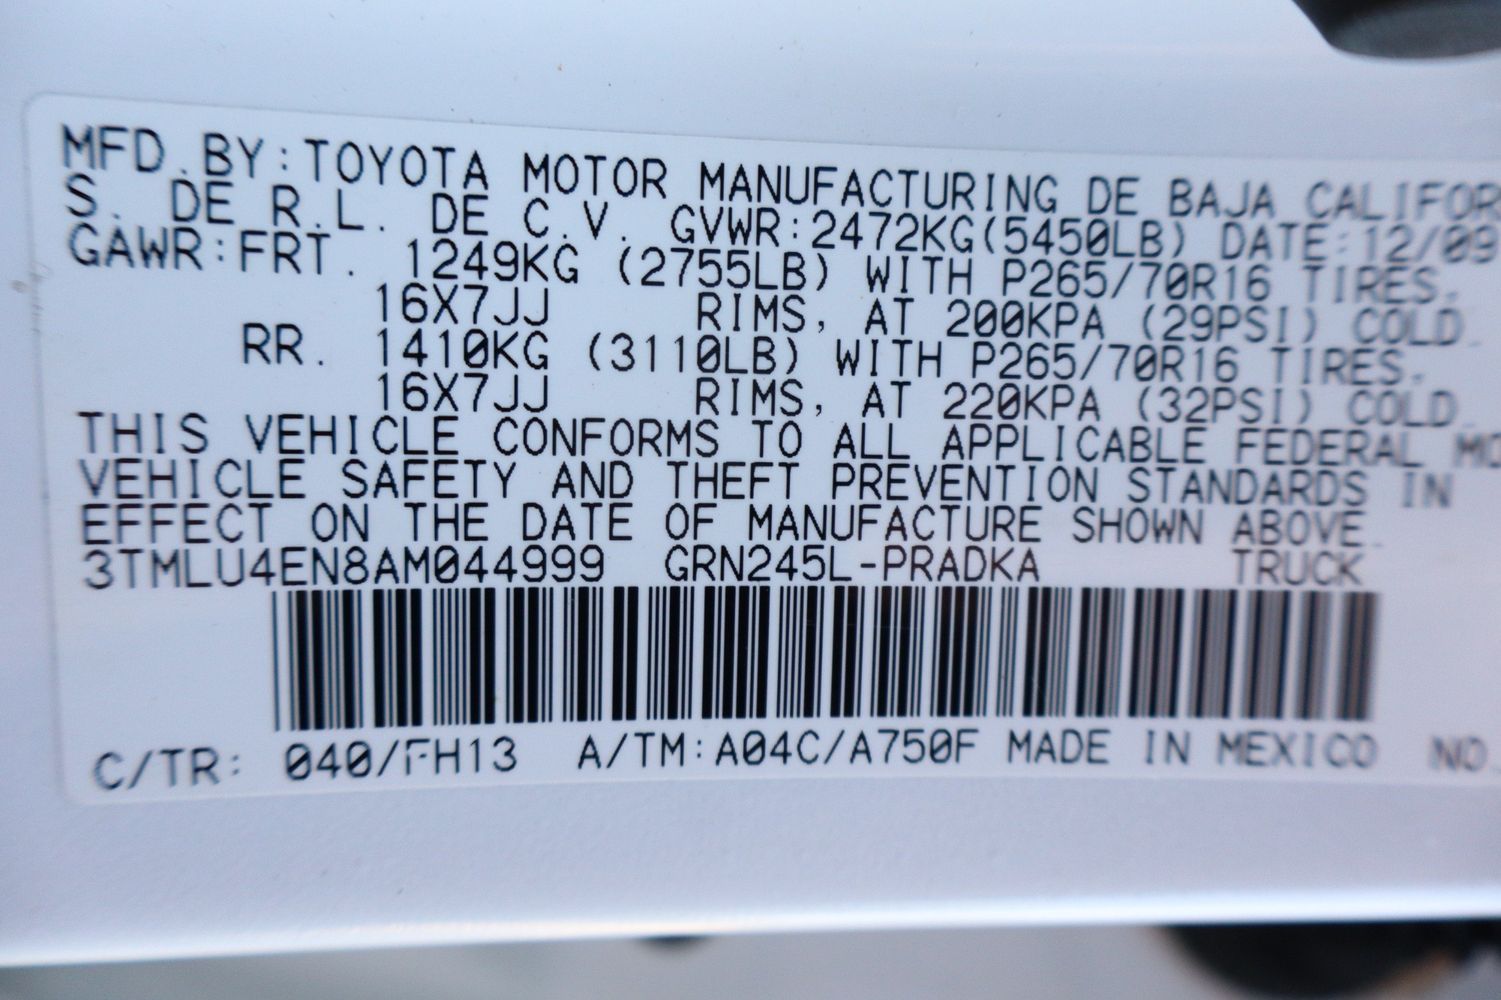 MFD.BY:TOYOTA MOTOR MANUFACTURING DE BAJA CALIFOR
S. DE R.L. DE C.V. GVWR:2472KG(5450LB) DATE:12/09
GAWR:FRT. 1249KG (2755LB) WITH P265/70R16 TIRES.
16X7JJ RIMS, AT 200KPA (29PSI) COLD.
RR. 1410KG (3110LB) WITH P265/70R16 TIRES.
16X7JJ RIMS, AT 220KPA (32PSI) COLD.
THIS VEHICLE CONFORMS TO ALL APPLICABLE FEDERAL MO
VEHICLE SAFETY AND THEFT PREVENTION STANDARDS IN
EFFECT ON THE DATE OF MANUFACTURE SHOWN ABOVE.
3TMLU4EN8AM044999 GRN245L-PRADKA TRUCK
C/TR: 040/FH13 A/TM:A04C/A750F MADE IN MEXICO NO.